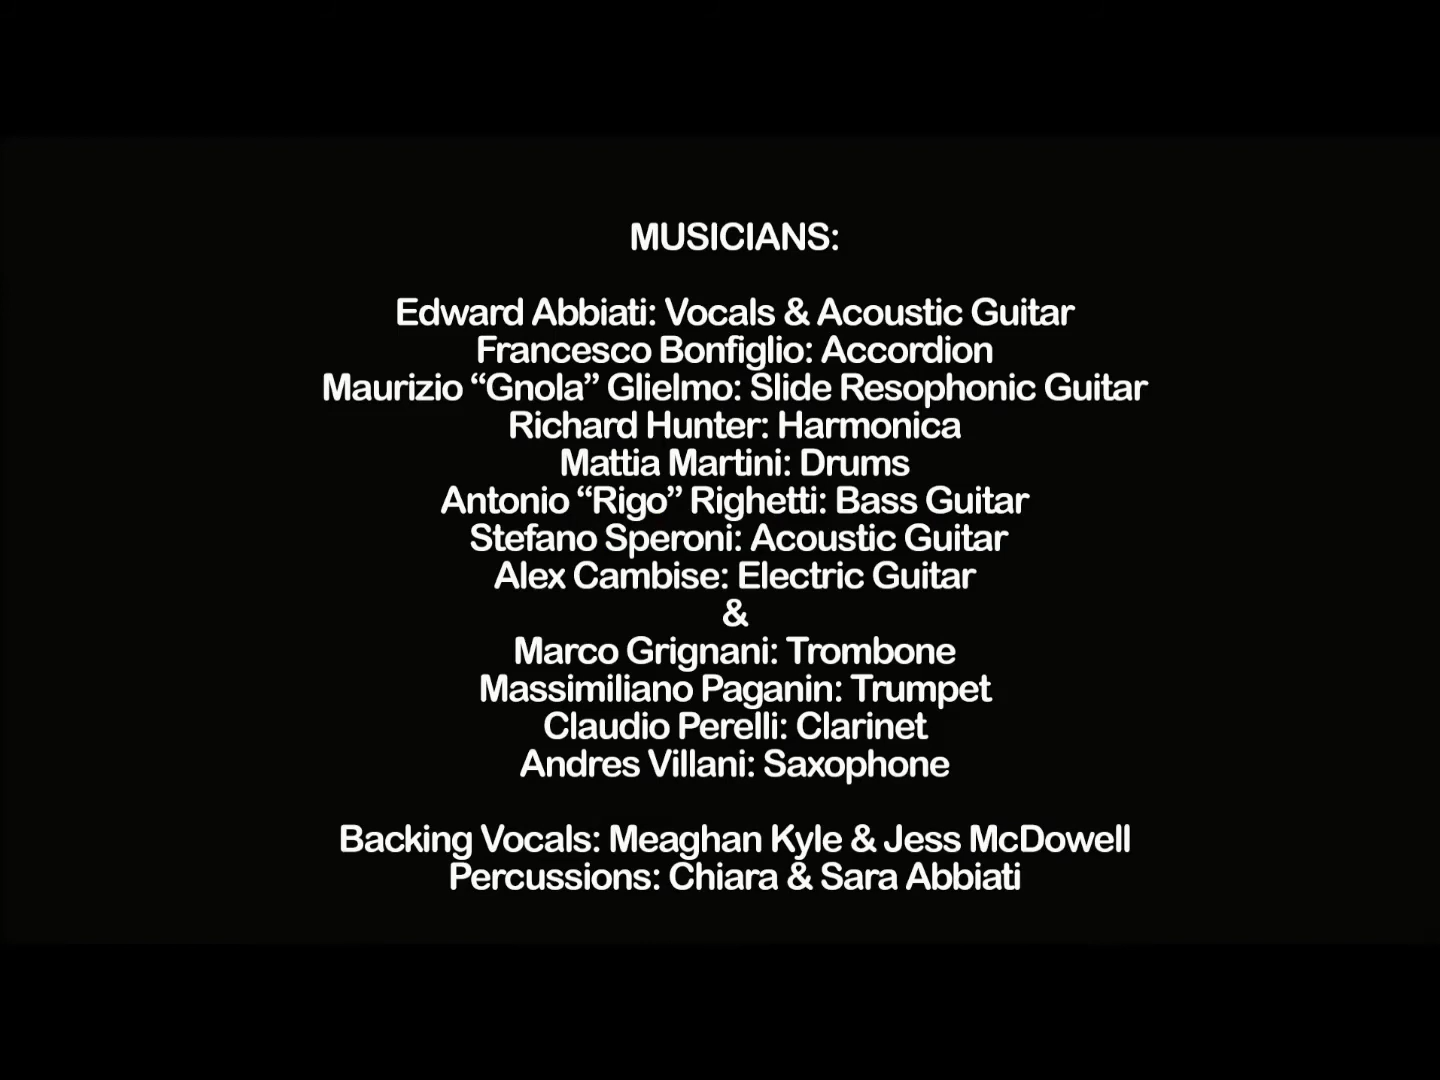 MUSICIANS:
Edward Abbiati: Vocals & Acoustic Guitar
Francesco Bonfiglio: Accordion
Maurizio “Gnola” Glielmo: Slide Resophonic Guitar
Richard Hunter: Harmonica
Mattia Martini: Drums
Antonio “Rigo” Righetti: Bass Guitar
Stefano Speroni: Acoustic Guitar
Alex Cambise: Electric Guitar
&
Marco Grignani: Trombone
Massimiliano Paganin: Trumpet
Claudio Perelli: Clarinet
Andres Villani: Saxophone
Backing Vocals: Meaghan Kyle & Jess McDowell
Percussions: Chiara & Sara Abbiati